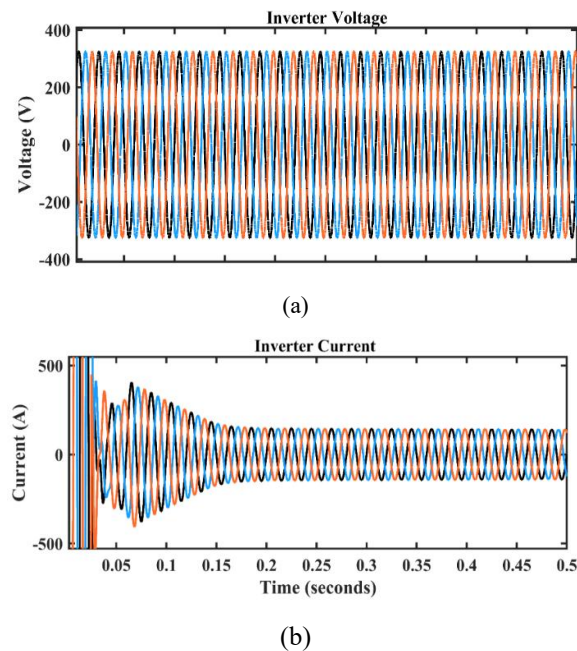 Inverter Voltage
400
200
0
-200
-400
Voltage (V)
(a)
Inverter Current
500
0
-500
Current (A)
0.05 0.1 0.15 0.2 0.25 0.3 0.35 0.4 0.45 0.5
Time (seconds)
(b)